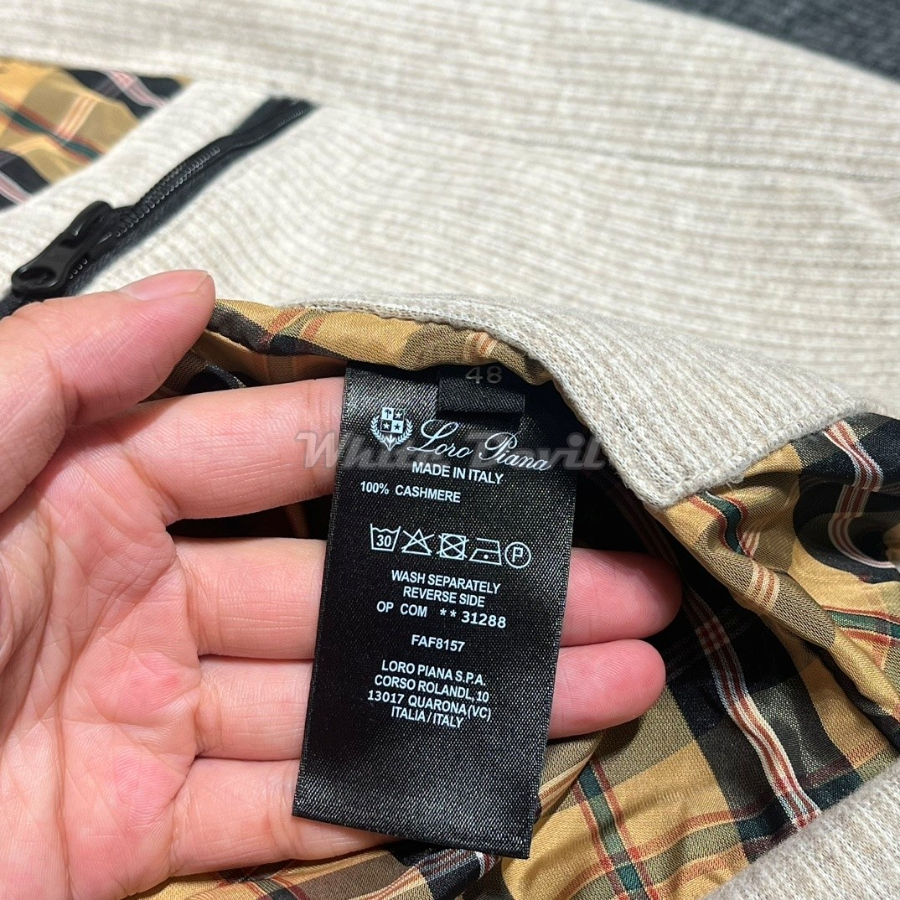 48
Loro Piana
MADE IN ITALY
100% CASHMERE
30 P
WASH SEPARATELY
REVERSE SIDE
OP COM **31288
FAF8157
LORO PIANA S.P.A.
CORSO ROLANDL, 10
13017 QUARONA(VC)
ITALIA / ITALY